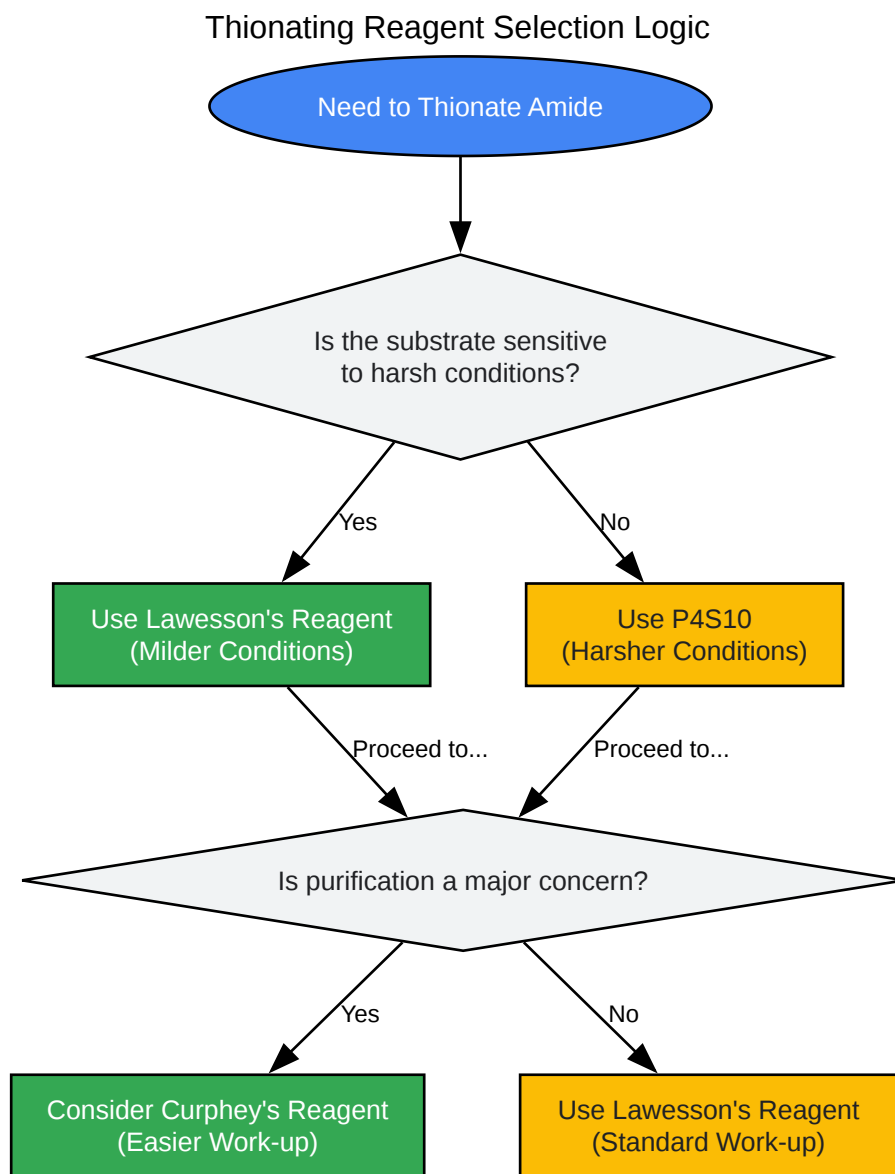 Thionating Reagent Selection Logic
Need to Thionate Amide
Is the substrate sensitive
to harsh conditions?
Yes
No
Use Lawesson's Reagent
(Milder Conditions)
Use P4S10
(Harsher Conditions)
Proceed to...
Proceed to...
Is purification a major concern?
Yes
No
Consider Curphey's Reagent
(Easier Work-up)
Use Lawesson's Reagent
(Standard Work-up)